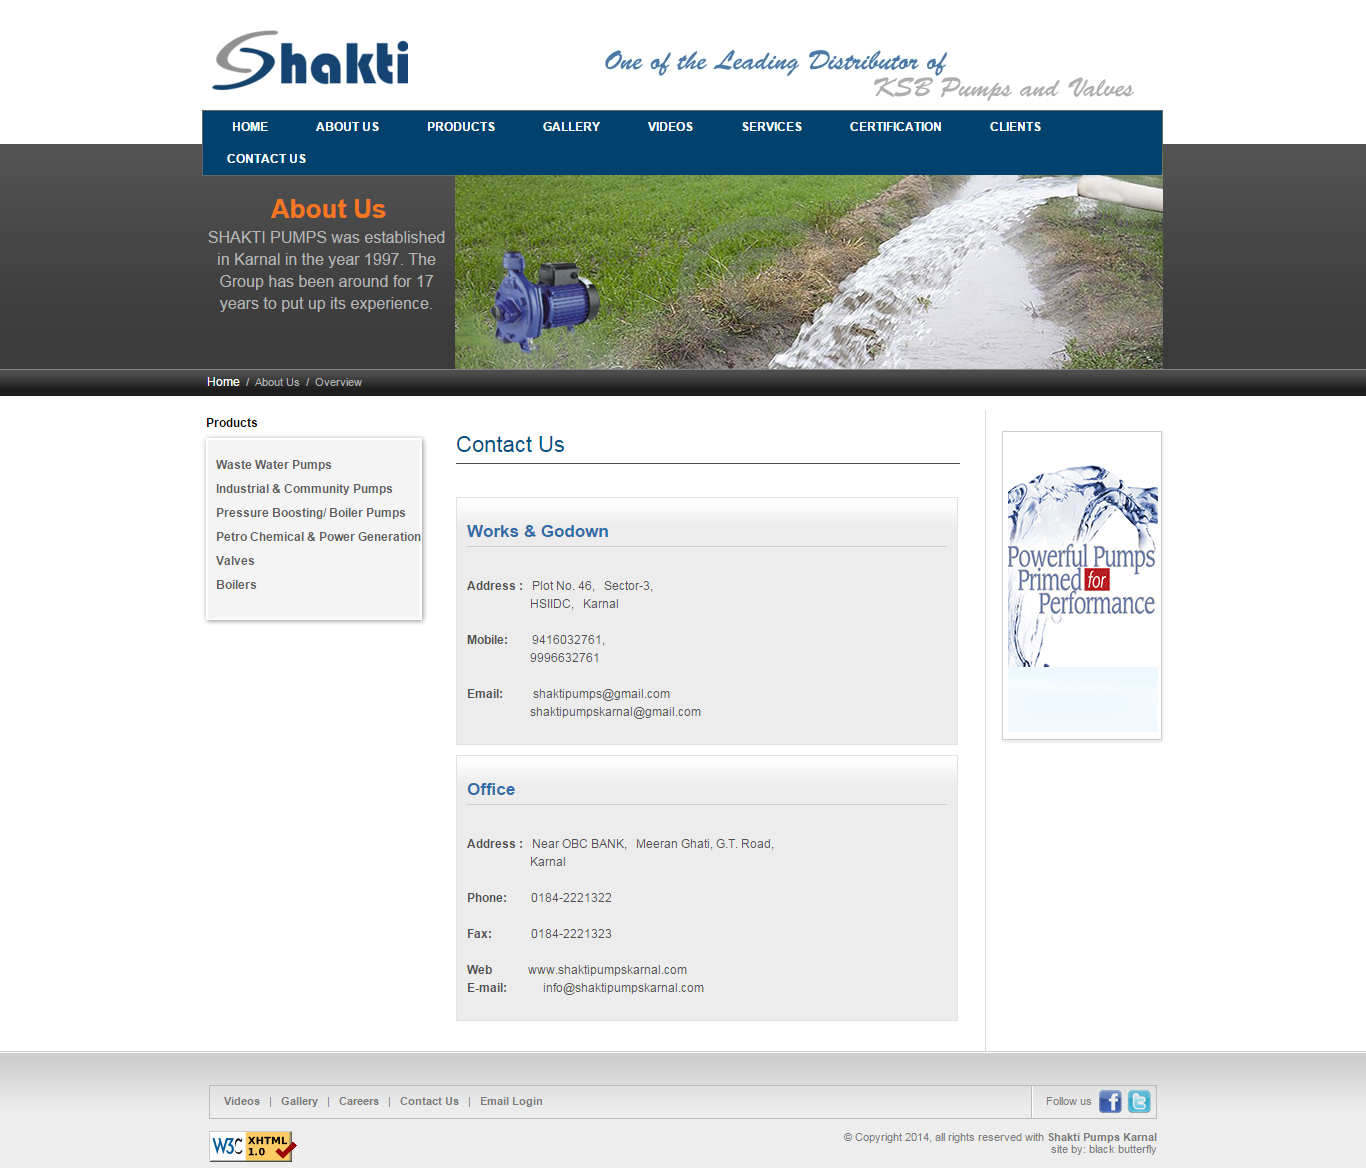 Shakti
One of the Leading Distributor of
KSB Pumps and Valves
HOME ABOUT US PRODUCTS GALLERY VIDEOS SERVICES CERTIFICATION CLIENTS
CONTACT US
About Us
SHAKTI PUMPS was established
in Karnal in the year 1997. The
Group has been around for 17
years to put up its experience.
Home / About Us / Overview
Products
Waste Water Pumps
Industrial & Community Pumps
Pressure Boosting/ Boiler Pumps
Petro Chemical & Power Generation
Valves
Boilers
Contact Us
Works & Godown
Address : Plot No. 46, Sector-3,
HSIIDC, Karnal
Mobile: 9416032761,
9996632761
Email: shaktipumps@gmail.com
shaktipumpskarnal@gmail.com
Office
Address : Near OBC BANK, Meeran Ghati, G.T. Road,
Karnal
Phone: 0184-2221322
Fax: 0184-2221323
Web www.shaktipumpskarnal.com
E-mail: info@shaktipumpskarnal.com
Powerful Pumps
Primed for
Performance
Videos | Gallery | Careers | Contact Us | Email Login
Follow us f t
W3C XHTML
1.0
© Copyright 2014, all rights reserved with Shakti Pumps Karnal
site by: black butterfly